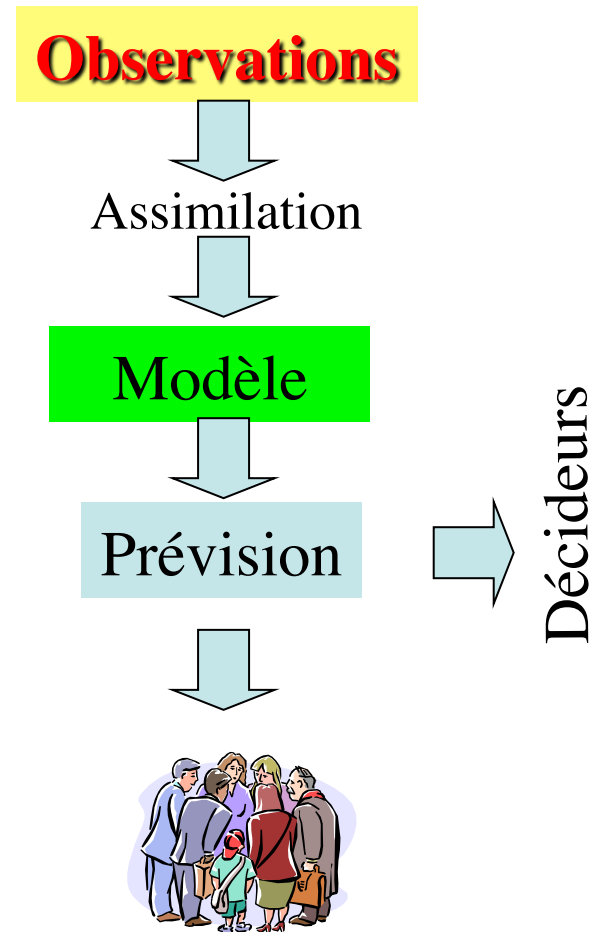 Observations
Assimilation
Modèle
Prévision
Décideurs